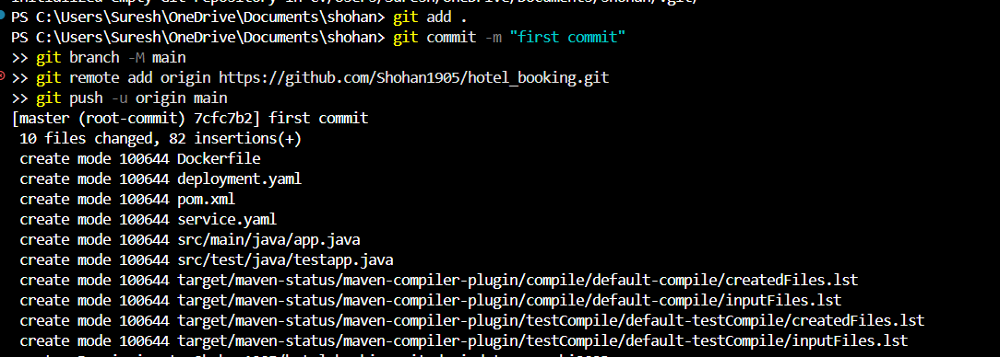 PS C:\Users\Suresh\OneDrive\Documents\shohan> git add .
PS C:\Users\Suresh\OneDrive\Documents\shohan> git commit -m "first commit"
>> git branch -M main
>> git remote add origin https://github.com/Shohan1905/hotel_booking.git
>> git push -u origin main
[master (root-commit) 7cfc7b2] first commit
 10 files changed, 82 insertions(+)
 create mode 100644 Dockerfile
 create mode 100644 deployment.yaml
 create mode 100644 pom.xml
 create mode 100644 service.yaml
 create mode 100644 src/main/java/app.java
 create mode 100644 src/test/java/testapp.java
 create mode 100644 target/maven-status/maven-compiler-plugin/compile/default-compile/createdFiles.lst
 create mode 100644 target/maven-status/maven-compiler-plugin/compile/default-compile/inputFiles.lst
 create mode 100644 target/maven-status/maven-compiler-plugin/testCompile/default-testCompile/createdFiles.lst
 create mode 100644 target/maven-status/maven-compiler-plugin/testCompile/default-testCompile/inputFiles.lst